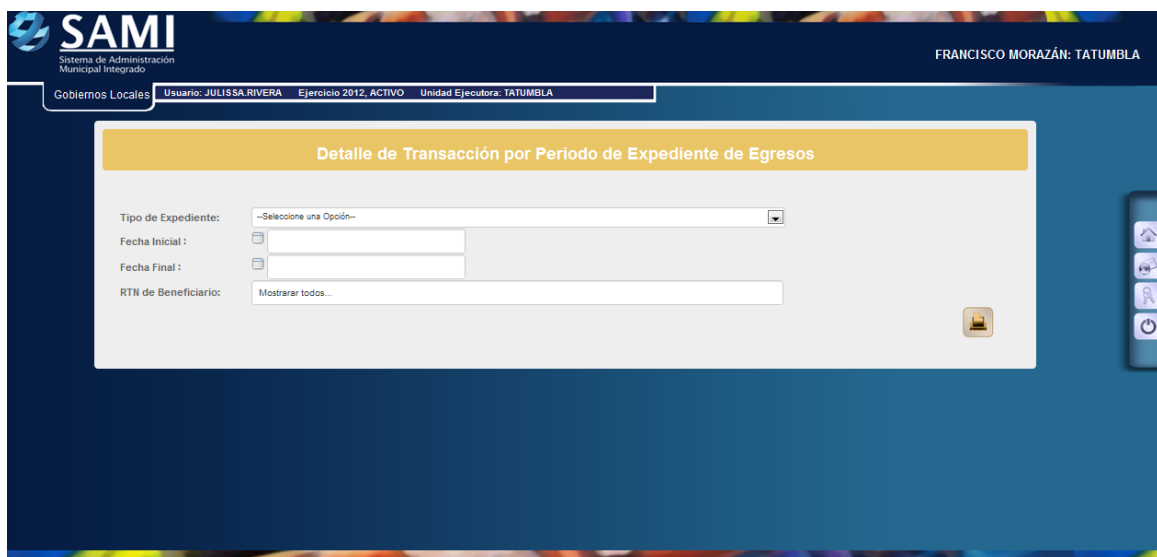 SAMI
Sistema de Administración
Municipal Integrado
FRANCISCO MORAZÁN: TATUMBLA
Gobiernos Locales
Usuario: JULISSA.RIVERA Ejercicio 2012, ACTIVO Unidad Ejecutora: TATUMBLA
Detalle de Transacción por Periodo de Expediente de Egresos
Tipo de Expediente: --Seleccione una Opción--
Fecha Inicial :
Fecha Final :
RTN de Beneficiario: Mostrarar todos...